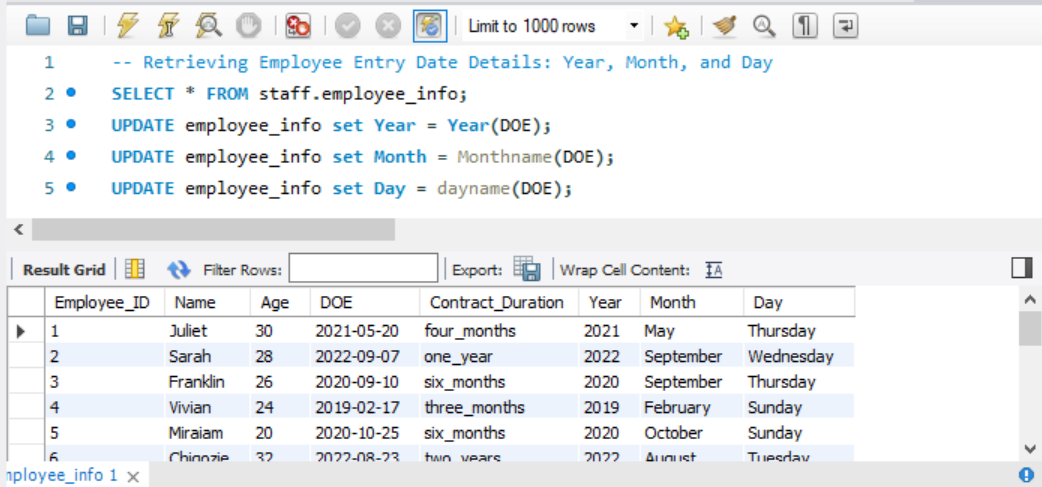 Limit to 1000 rows
1 -- Retrieving Employee Entry Date Details: Year, Month, and Day
2 SELECT * FROM staff.employee_info;
3 UPDATE employee_info set Year = Year(DOE);
4 UPDATE employee_info set Month = Monthname(DOE);
5 UPDATE employee_info set Day = dayname(DOE);
Result Grid Filter Rows: Export: Wrap Cell Content:
Employee_ID Name Age DOE Contract_Duration Year Month Day
1 Juliet 30 2021-05-20 four_months 2021 May Thursday
2 Sarah 28 2022-09-07 one_year 2022 September Wednesday
3 Franklin 26 2020-09-10 six_months 2020 September Thursday
4 Vivian 24 2019-02-17 three_months 2019 February Sunday
5 Miraiam 20 2020-10-25 six_months 2020 October Sunday
6 Chigozie 32 2022-08-23 two_years 2022 August Tuesday
mployee_info 1